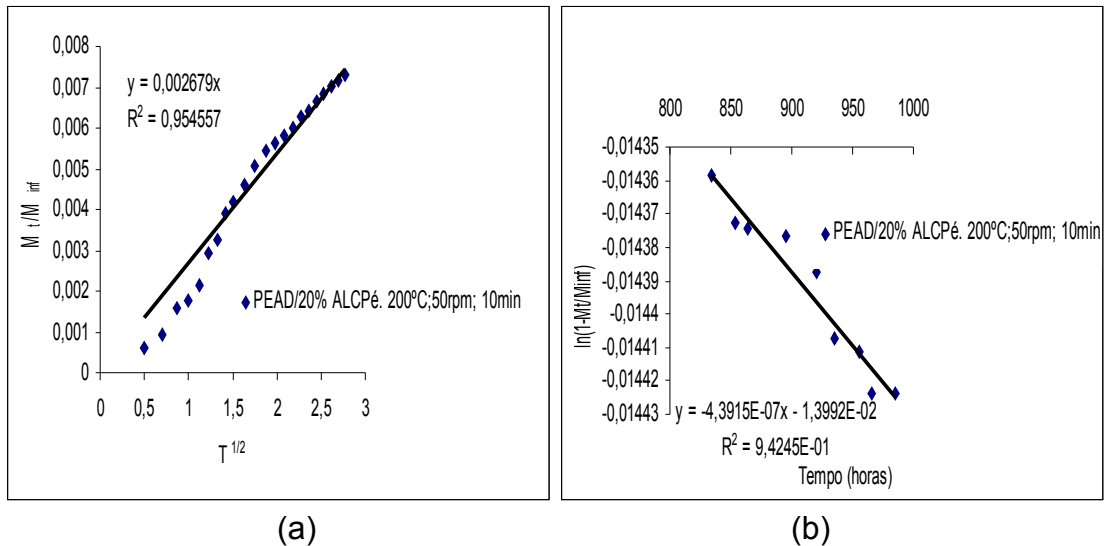 0,008
0,007
0,006
0,005
0,004
0,003
0,002
0,001
0
y = 0,002679x
R² = 0,954557
M t/M inf
PEAD/20% ALCPé. 200ºC;50rpm; 10min
0 0,5 1 1,5 2 2,5 3
T 1/2
(a)
800 850 900 950 1000
-0,01435
-0,01436
-0,01437
-0,01438
-0,01439
-0,0144
-0,01441
-0,01442
-0,01443
ln(1-Mt/Minf)
PEAD/20% ALCPé. 200ºC;50rpm; 10min
y = -4,3915E-07x - 1,3992E-02
R² = 9,4245E-01
Tempo (horas)
(b)